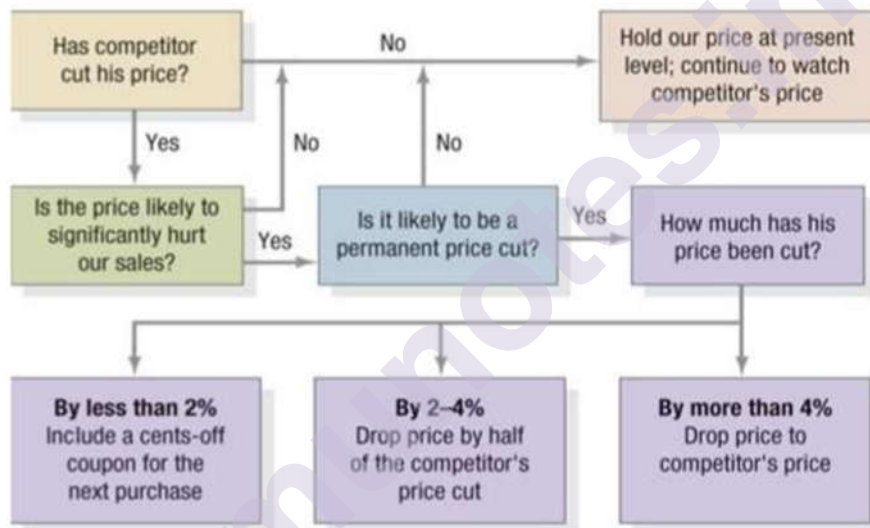 Has competitor
cut his price?
No
Hold our price at present
level; continue to watch
competitor's price
Yes
No
No
Is the price likely to
significantly hurt
our sales?
Yes
Is it likely to be a
permanent price cut?
Yes
How much has his
price been cut?
By less than 2%
Include a cents-off
coupon for the
next purchase
By 2–4%
Drop price by half
of the competitor's
price cut
By more than 4%
Drop price to
competitor's price
munotes.in